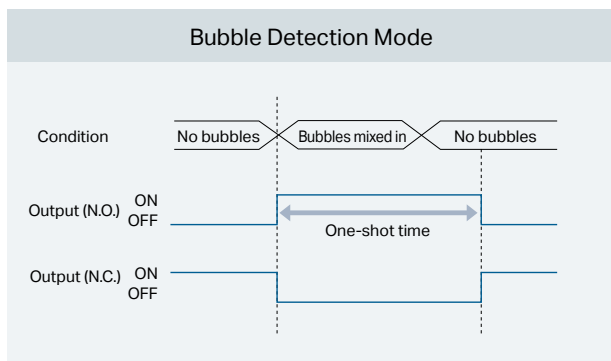 Bubble Detection Mode
Condition
No bubbles
Bubbles mixed in
No bubbles
Output (N.O.)
ON
OFF
One-shot time
Output (N.C.)
ON
OFF